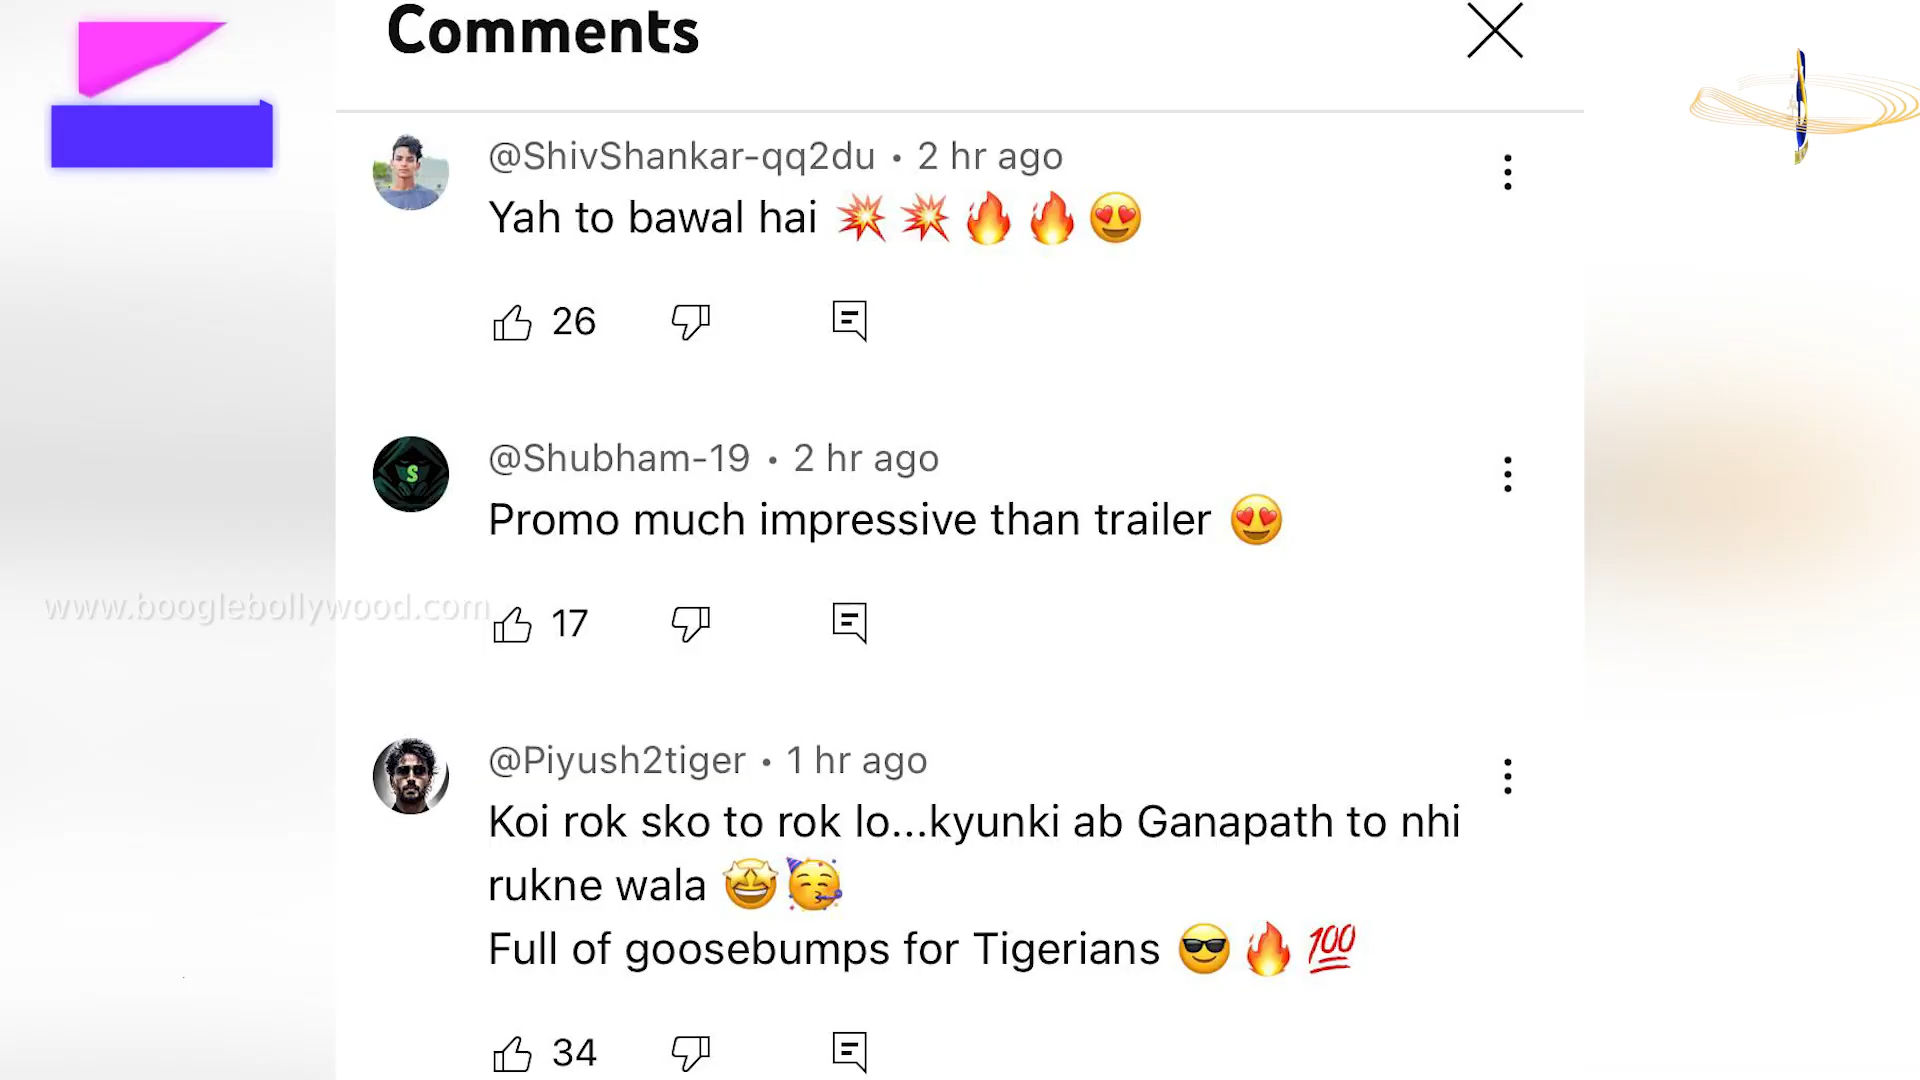 Comments
@ShivShankar-qq2du • 2 hr ago
Yah to bawal hai 💥 💥 🔥 🔥 😍
26
@Shubham-19 • 2 hr ago
S
Promo much impressive than trailer 😍
www.booglebollywood.com
17
@Piyush2tiger • 1 hr ago
Koi rok sko to rok lo...kyunki ab Ganapath to nhi
rukne wala 🤩🥳
Full of goosebumps for Tigerians 😎 🔥 💯
34